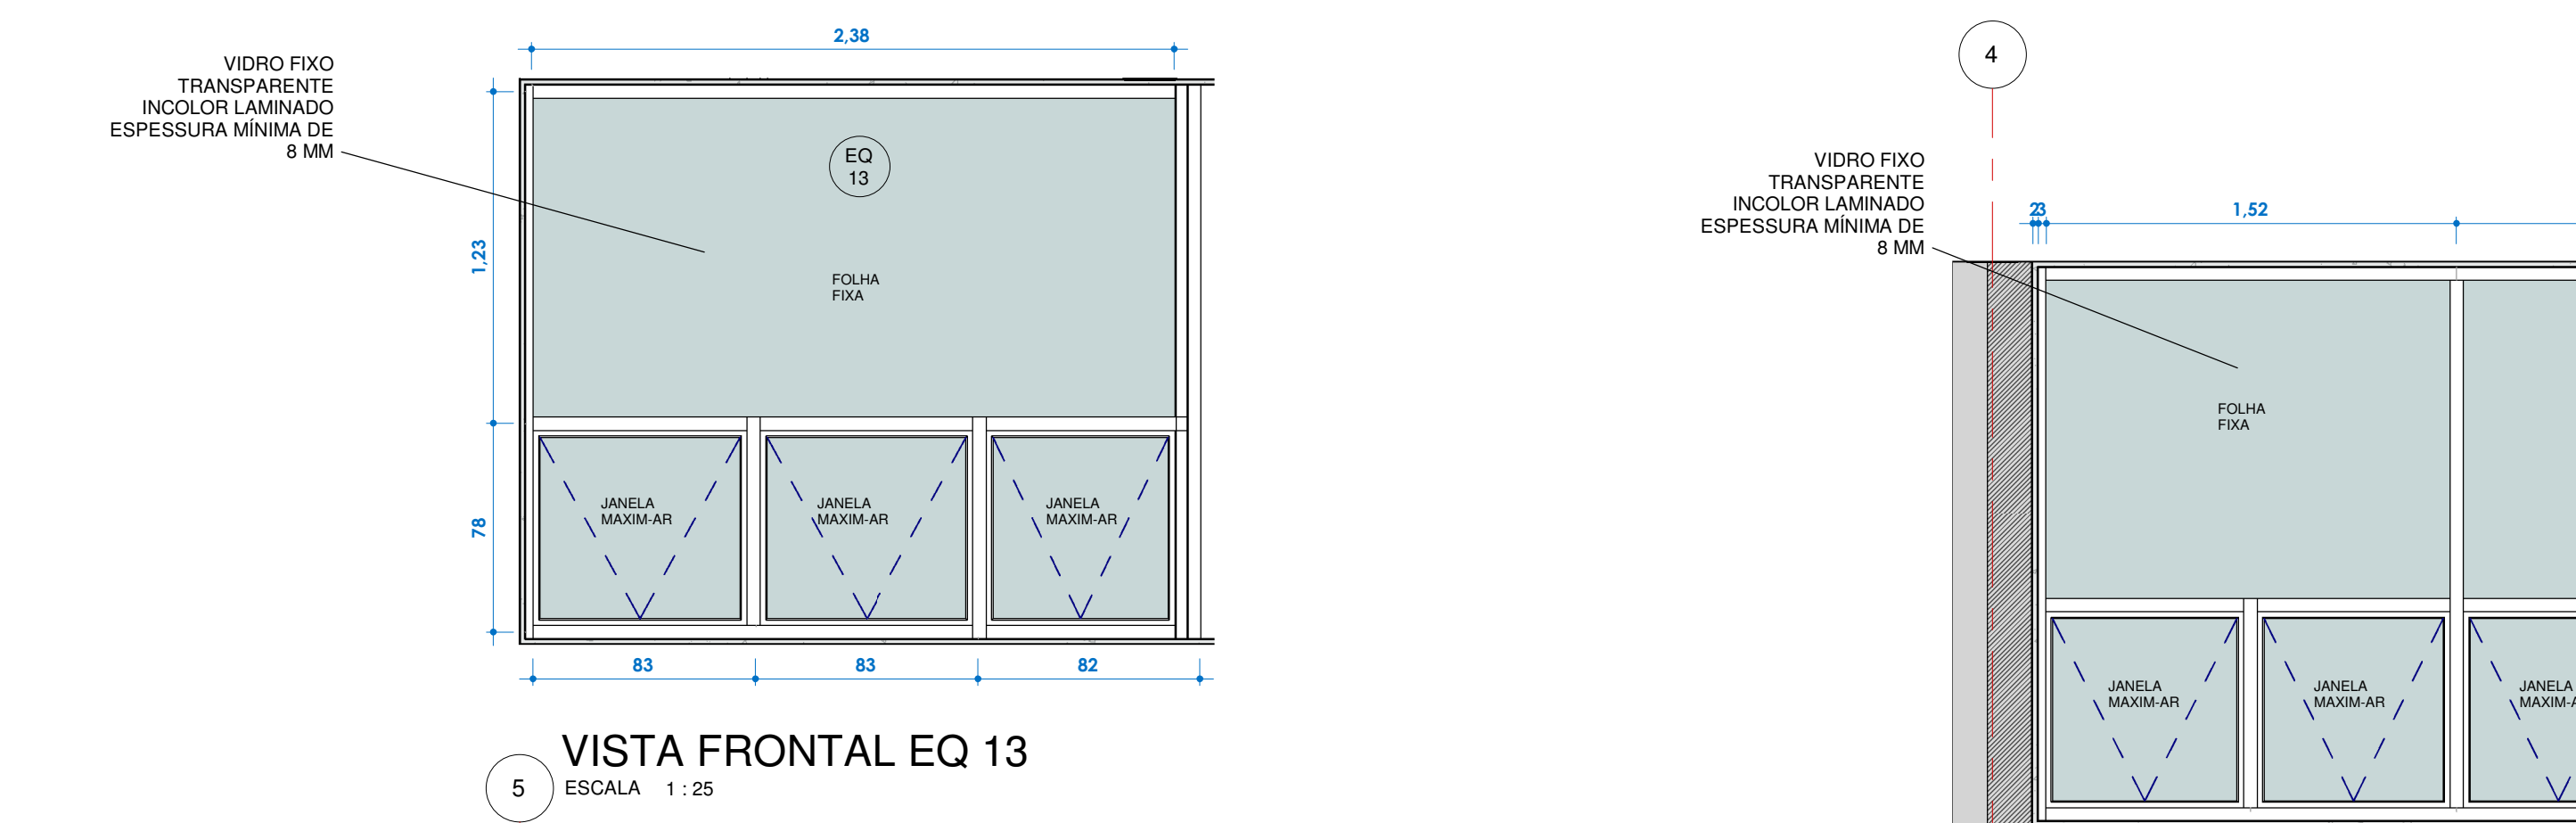 2,38
VIDRO FIXO
TRANSPARENTE
INCOLOR LAMINADO
ESPESSURA MÍNIMA DE
8 MM
EQ
13
1,23
FOLHA
FIXA
78
JANELA
MAXIM-AR
JANELA
MAXIM-AR
JANELA
MAXIM-AR
83
83
82
VISTA FRONTAL EQ 13
5
ESCALA 1 : 25
4
VIDRO FIXO
TRANSPARENTE
INCOLOR LAMINADO
ESPESSURA MÍNIMA DE
8 MM
2
3
1,52
FOLHA
FIXA
JANELA
MAXIM-AR
JANELA
MAXIM-AR
JANELA
MAXIM-A